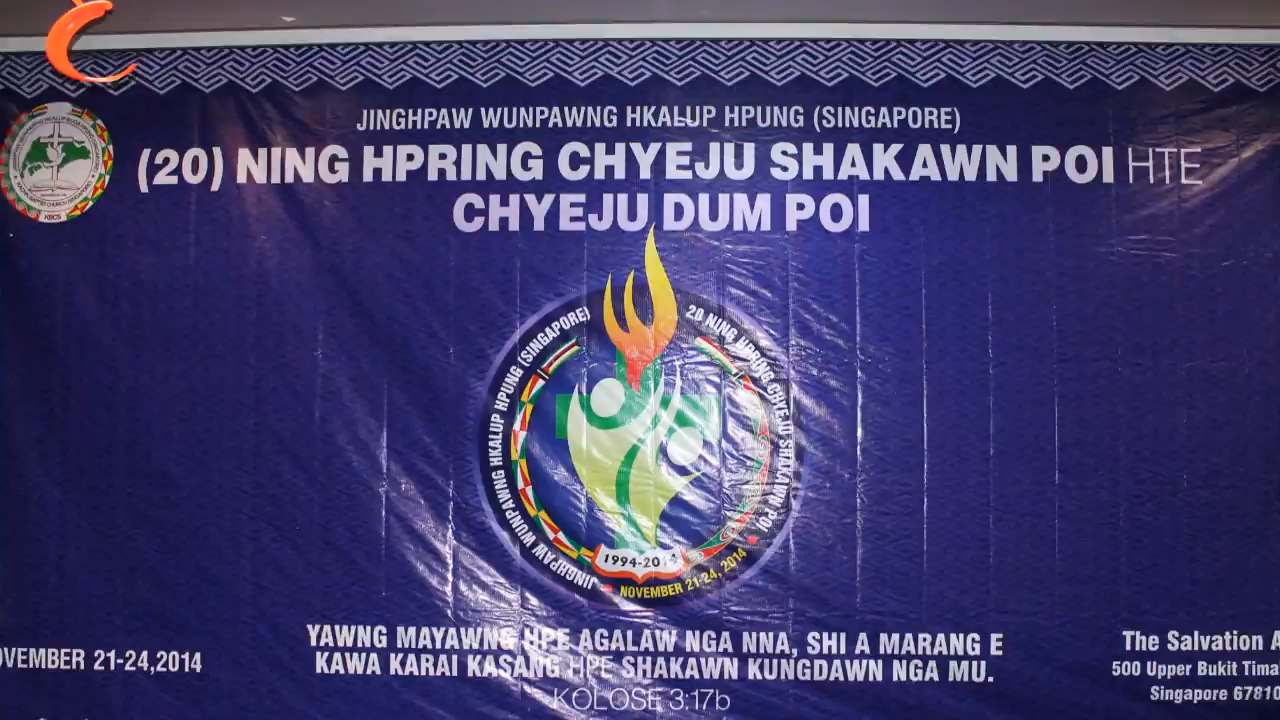 JINGHPAW WUNPAWNG HKALUP HPUNG (SINGAPORE)
(20) NING HPRING CHYEJU SHAKAWN POI HTE
CHYEJU DUM POI
KBCS
JINGHPAW WUNPAWNG HKALUP HPUNG (SINGAPORE)
20 NING HPRING CHYEJU SHAKAWN POI
1994-2014
NOVEMBER 21-24, 2014
YAWNG MAYAWNG HPE AGALAW NGA NNA, SHI A MARANG E
KAWA KARAI KASANG HPE SHAKAWN KUNGDAWN NGA MU.
KOLOSE 3:17b
OVEMBER 21-24,2014
The Salvation A
500 Upper Bukit Tima
Singapore 67810